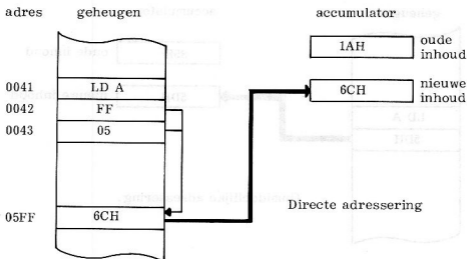 adres geheugen accumulator
1AH oude inhoud
0041 LD A 6CH nieuwe inhoud
0042 FF
0043 05
Directe adressering
05FF 6CH